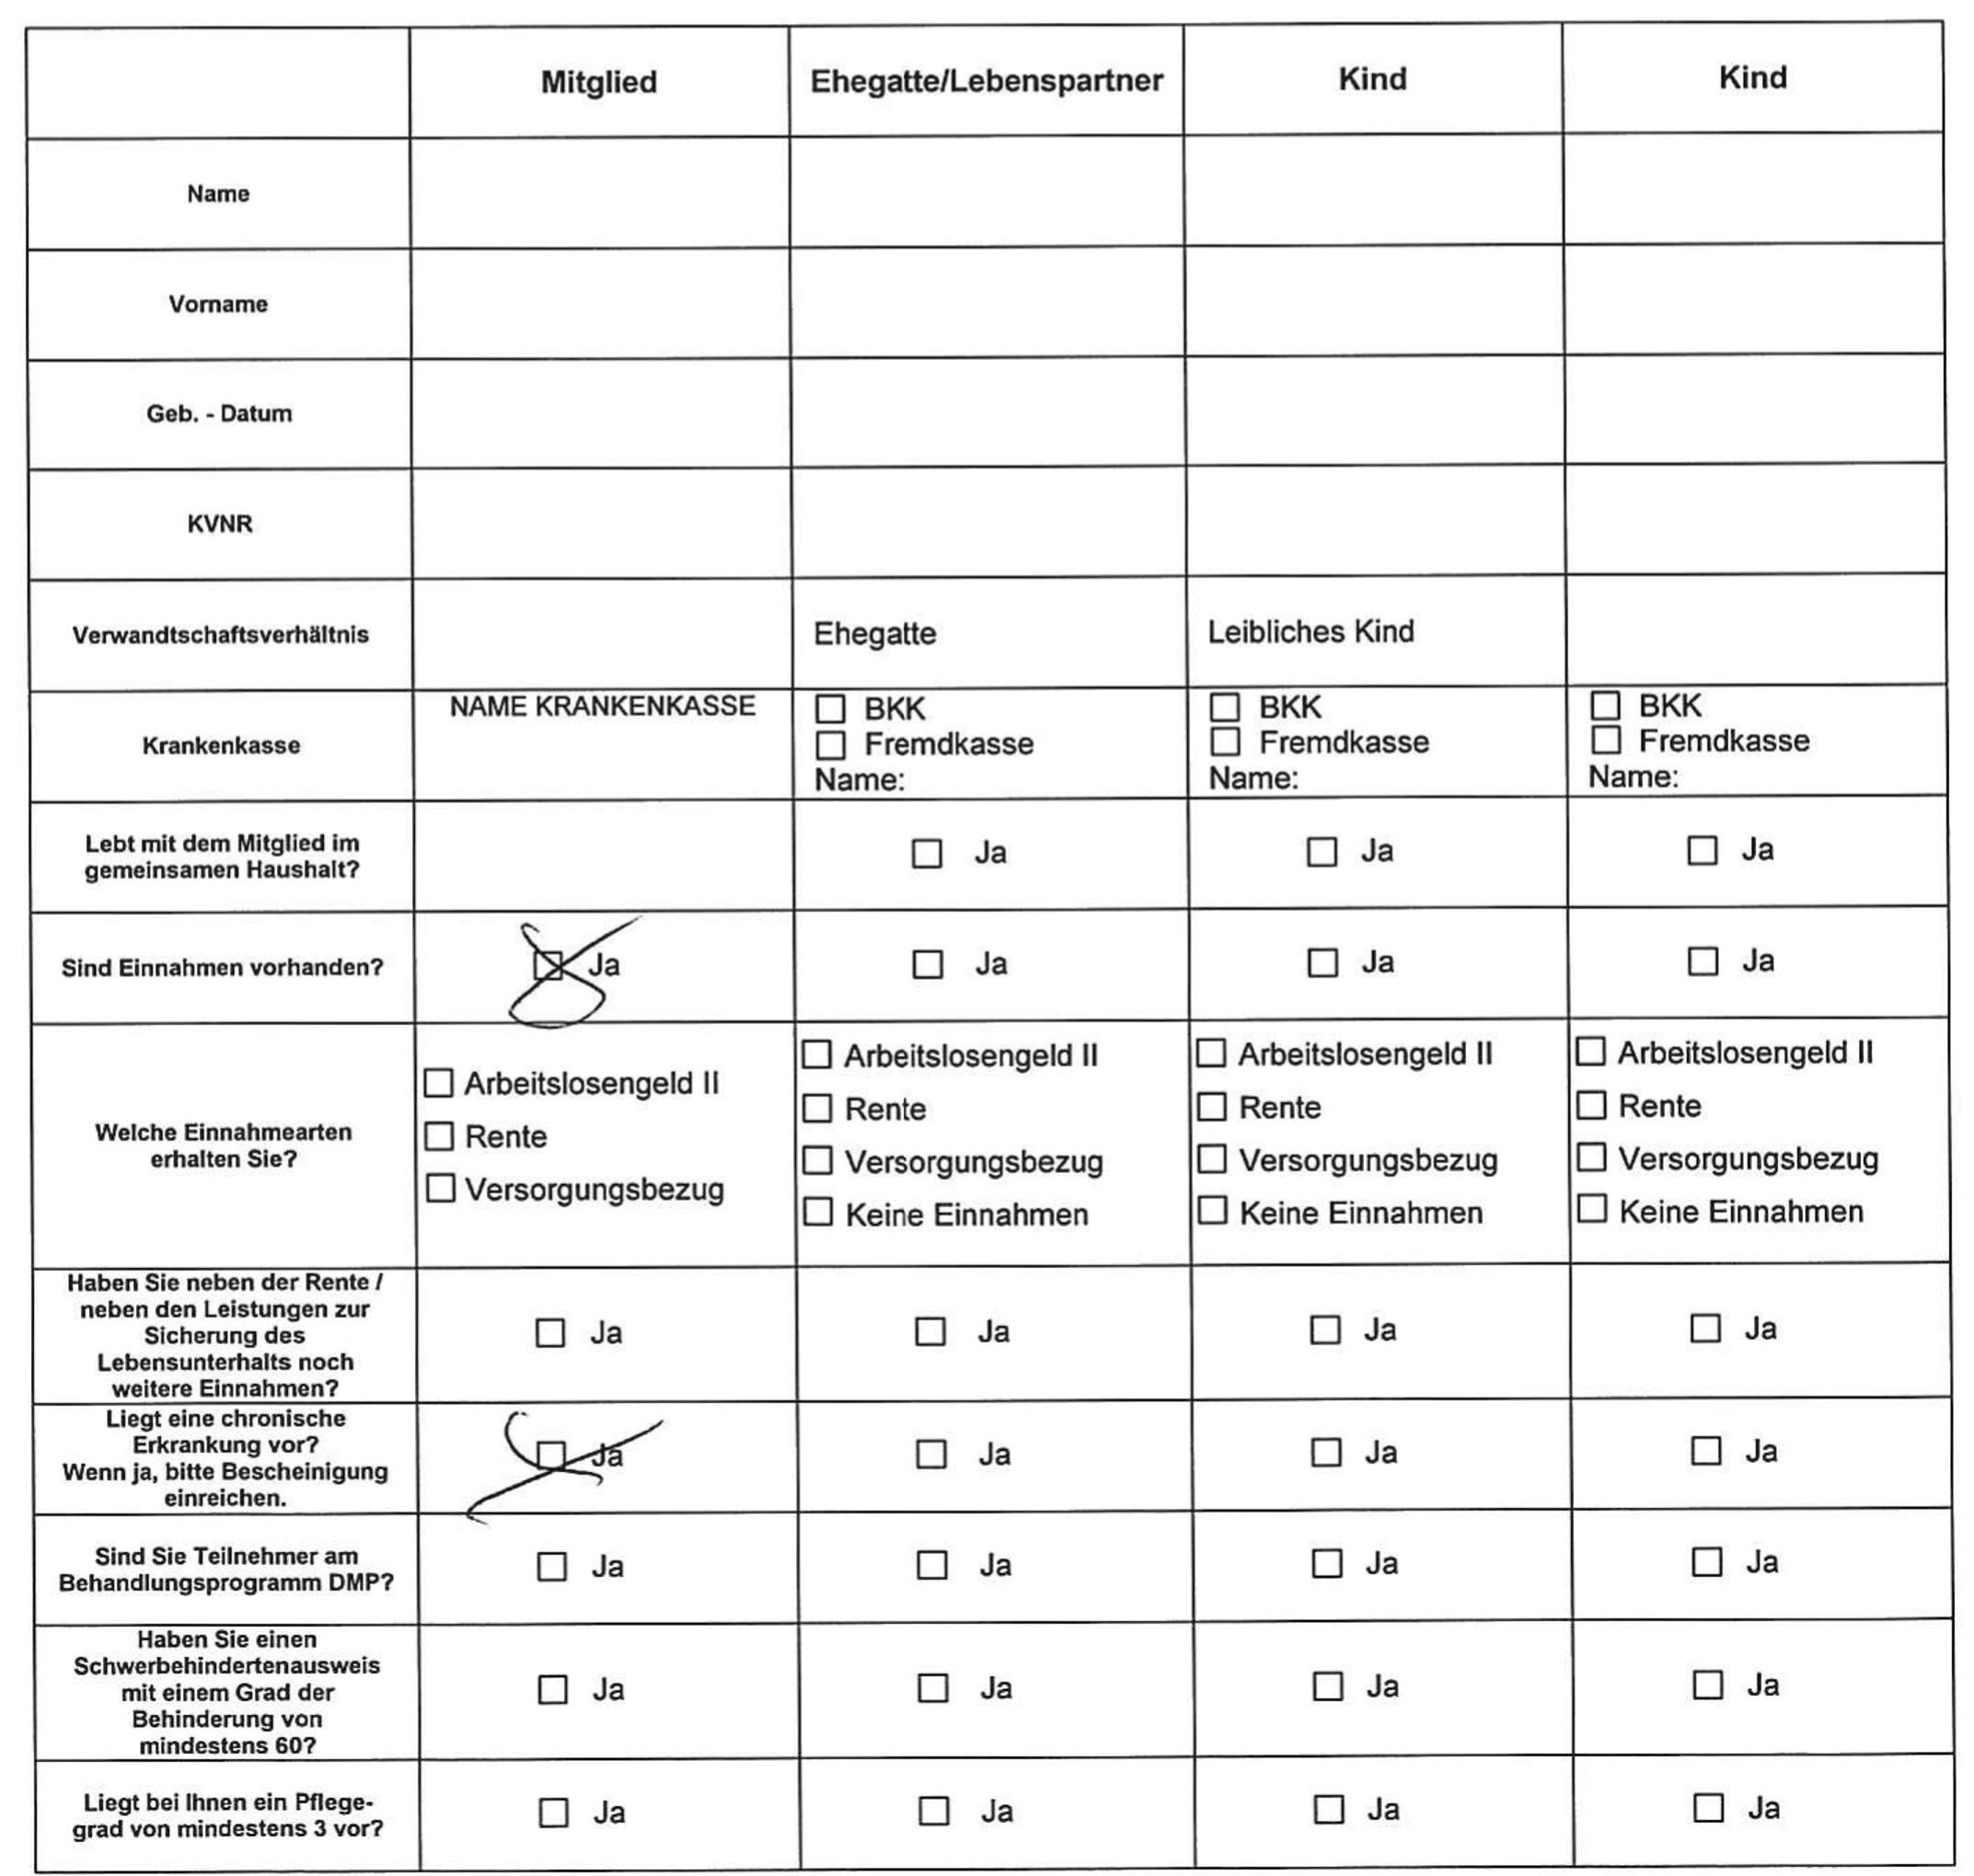 Mitglied Ehegatte/Lebenspartner Kind Kind
Name
Vorname
Geb. - Datum
KVNR
Verwandtschaftsverhältnis Ehegatte Leibliches Kind
Krankenkasse
NAME KRANKENKASSE
☐ BKK
☐ Fremdkasse
Name:
☐ BKK
☐ Fremdkasse
Name:
☐ BKK
☐ Fremdkasse
Name:
Lebt mit dem Mitglied im
gemeinsamen Haushalt?
☐ Ja ☐ Ja ☐ Ja
Sind Einnahmen vorhanden? ☒ Ja ☐ Ja ☐ Ja ☐ Ja
Welche Einnahmearten
erhalten Sie?
☐ Arbeitslosengeld II
☐ Rente
☐ Versorgungsbezug
☐ Arbeitslosengeld II
☐ Rente
☐ Versorgungsbezug
☐ Keine Einnahmen
☐ Arbeitslosengeld II
☐ Rente
☐ Versorgungsbezug
☐ Keine Einnahmen
☐ Arbeitslosengeld II
☐ Rente
☐ Versorgungsbezug
☐ Keine Einnahmen
Haben Sie neben der Rente /
neben den Leistungen zur
Sicherung des
Lebensunterhalts noch
weitere Einnahmen?
☐ Ja ☐ Ja ☐ Ja ☐ Ja
Liegt eine chronische
Erkrankung vor?
Wenn ja, bitte Bescheinigung
einreichen.
☒ Ja ☐ Ja ☐ Ja ☐ Ja
Sind Sie Teilnehmer am
Behandlungsprogramm DMP?
☐ Ja ☐ Ja ☐ Ja ☐ Ja
Haben Sie einen
Schwerbehindertenausweis
mit einem Grad der
Behinderung von
mindestens 60?
☐ Ja ☐ Ja ☐ Ja ☐ Ja
Liegt bei Ihnen ein Pflege-
grad von mindestens 3 vor?
☐ Ja ☐ Ja ☐ Ja ☐ Ja